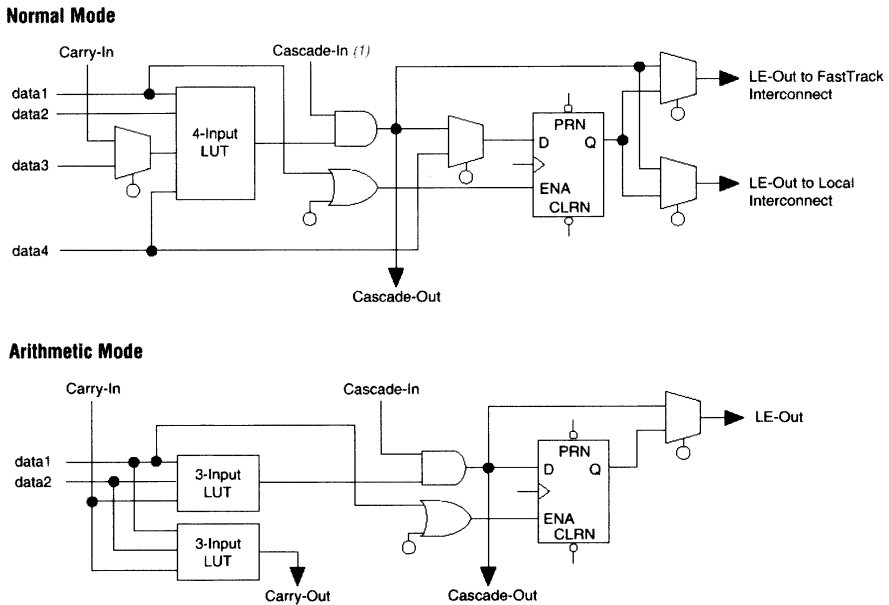 Normal Mode
Carry-In
Cascade-In (1)
data1
data2
data3
data4
4-Input
LUT
PRN
D
Q
ENA
CLRN
LE-Out to FastTrack
Interconnect
LE-Out to Local
Interconnect
Cascade-Out
Arithmetic Mode
Carry-In
Cascade-In
data1
data2
3-Input
LUT
3-Input
LUT
PRN
D
Q
ENA
CLRN
LE-Out
Carry-Out
Cascade-Out